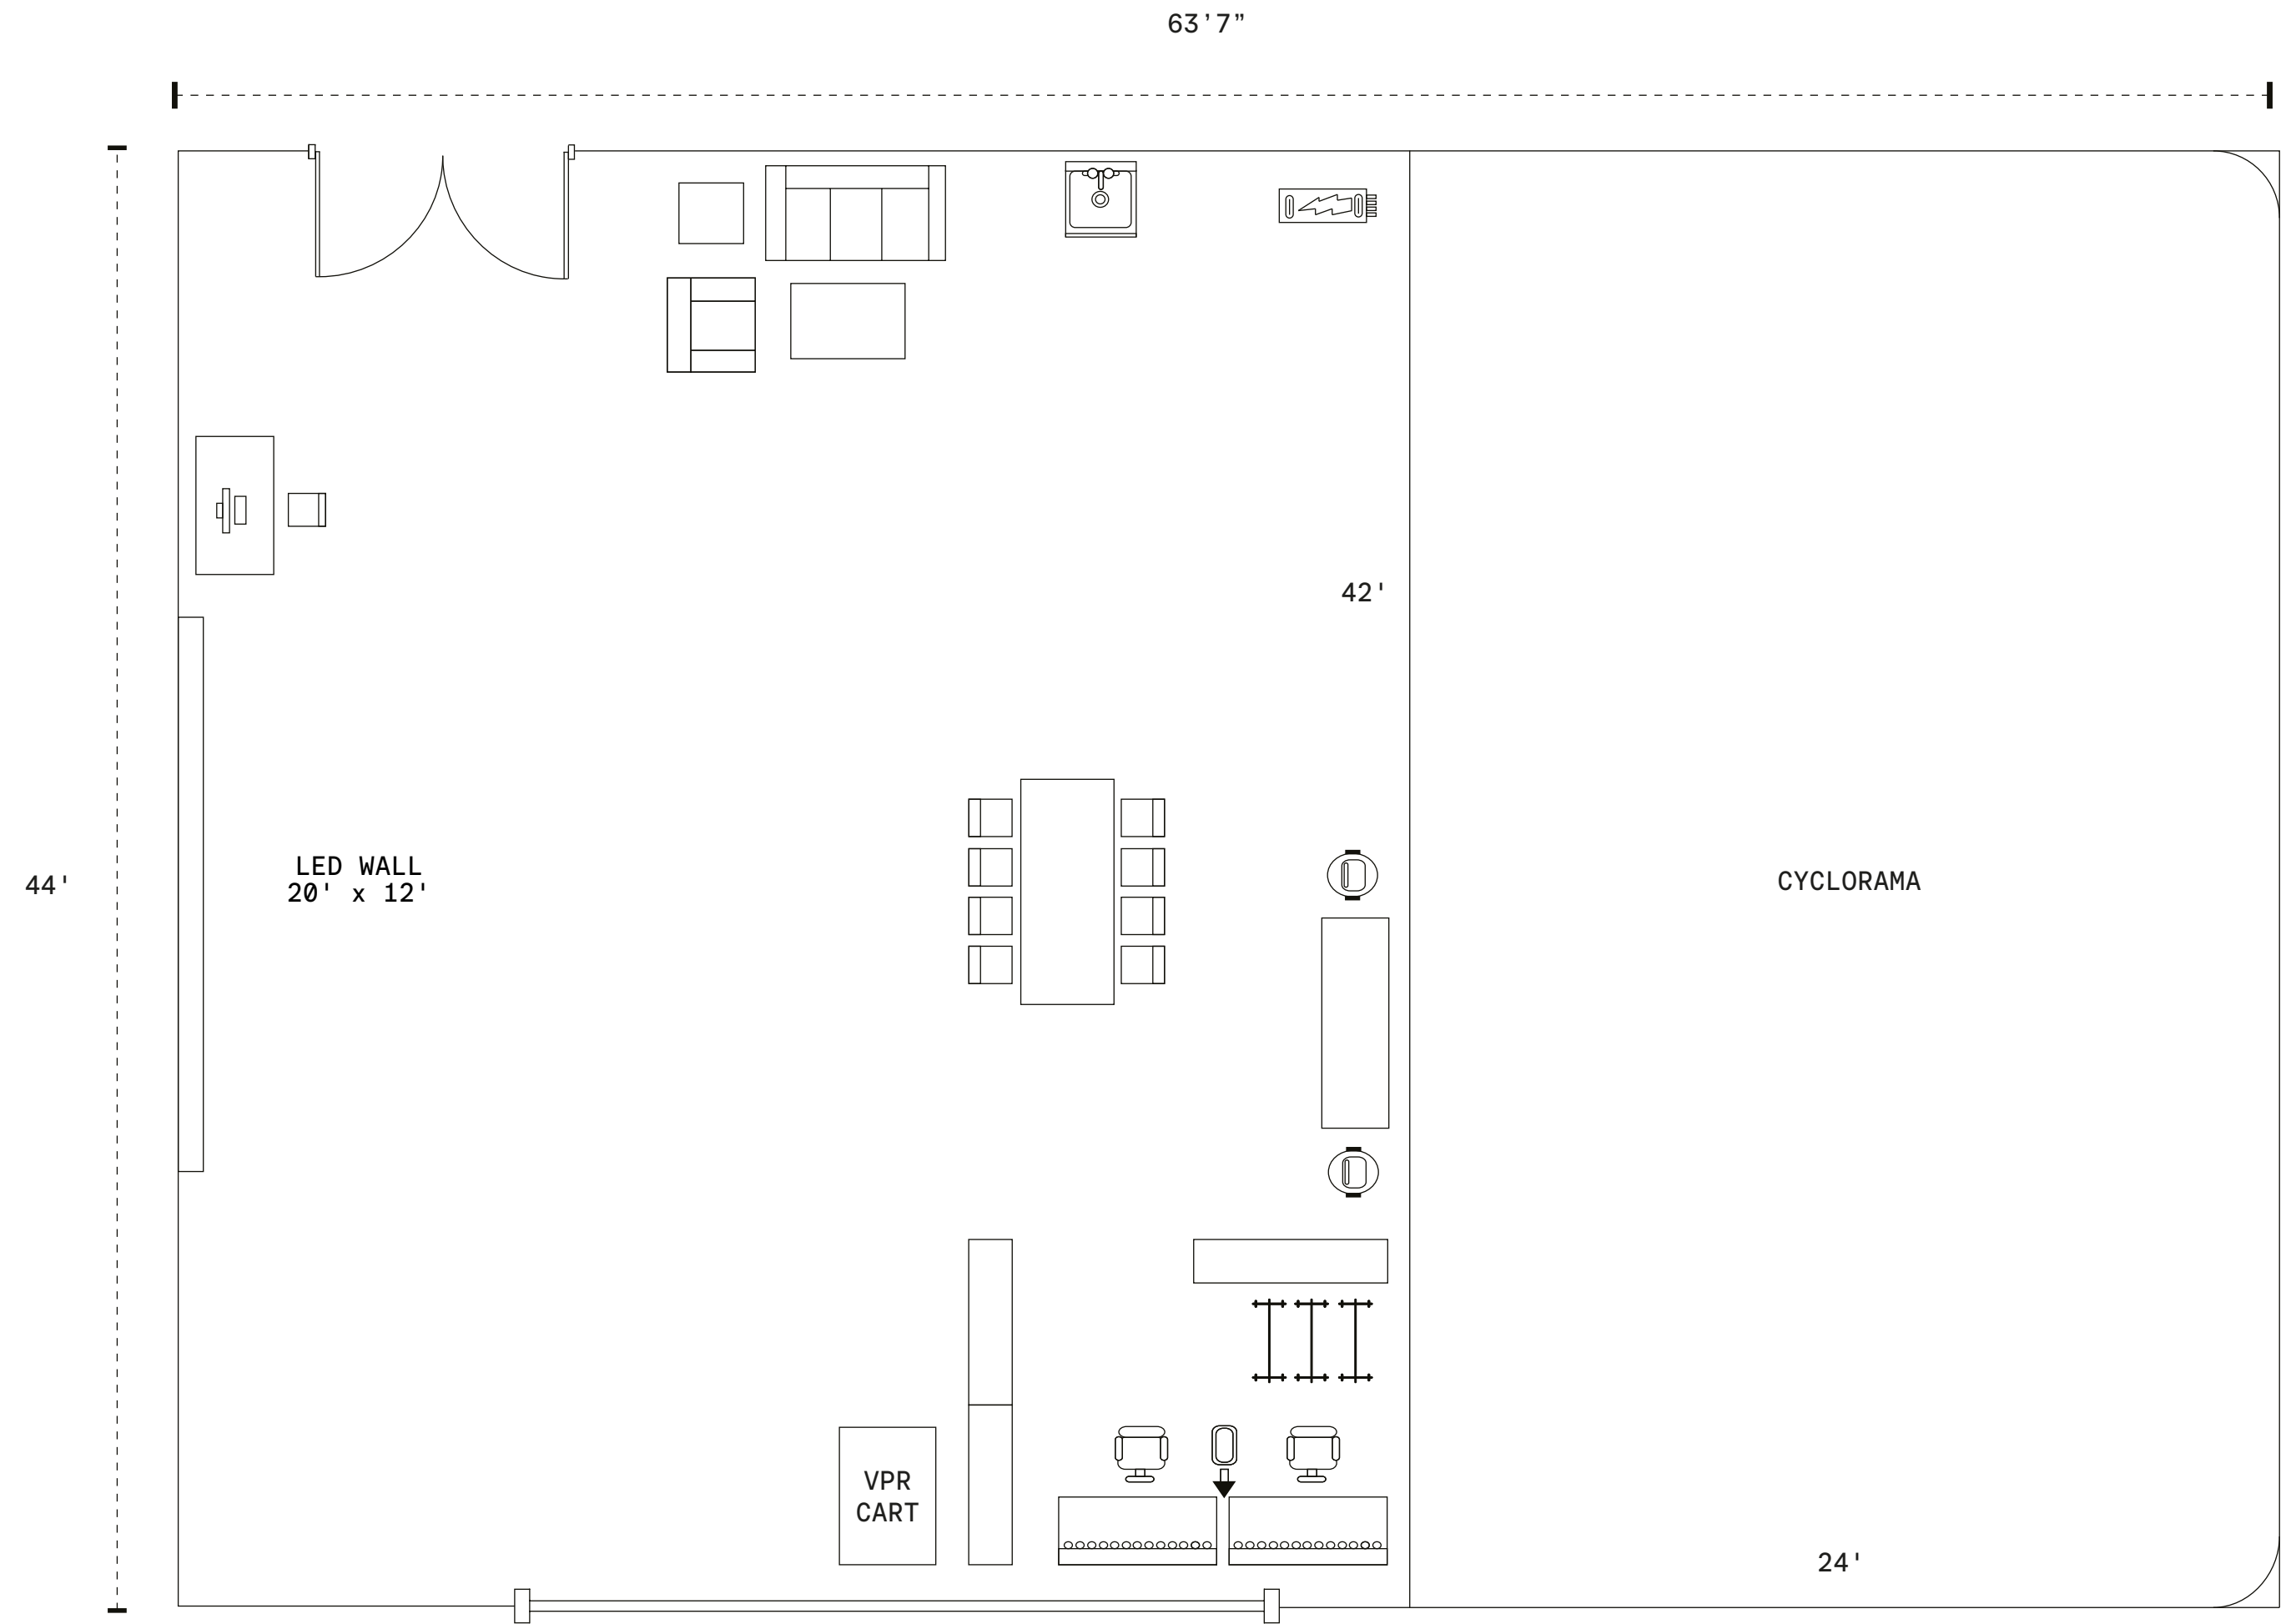 63’7”
42'
LED WALL
20' x 12'
44'
CYCLORAMA
VPR
CART
24'